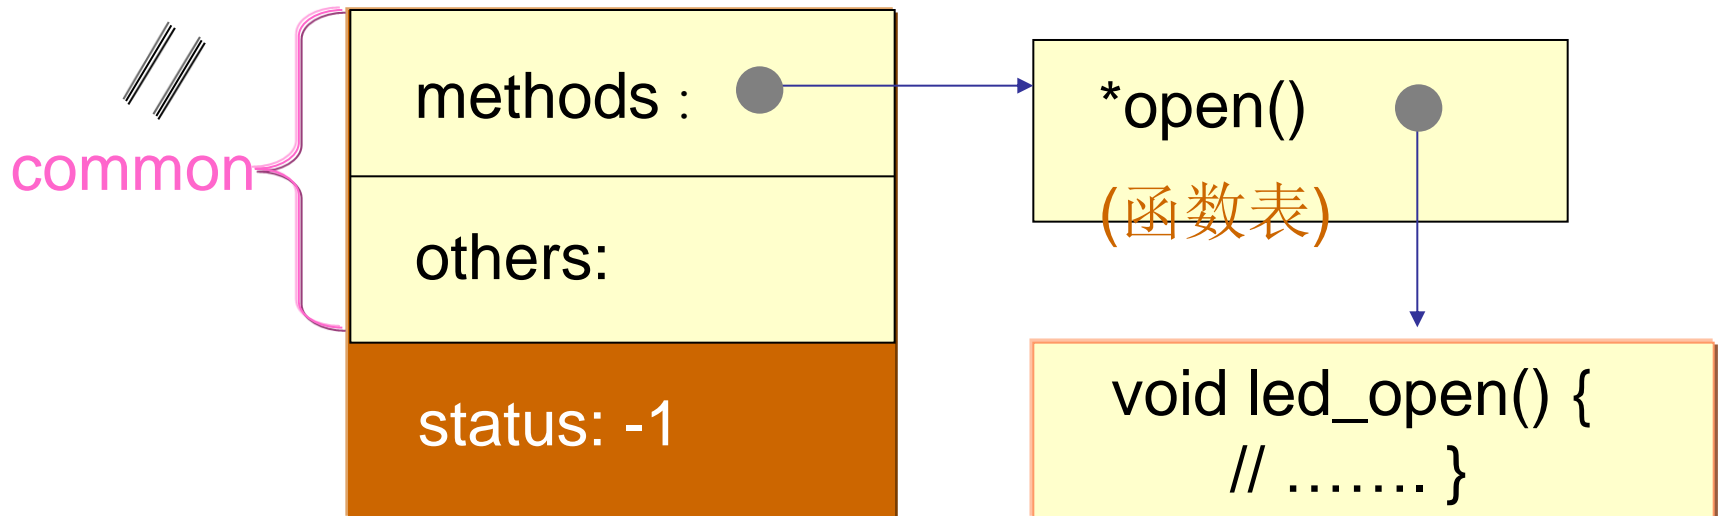 common
methods :
others:
status: -1
*open()
(函数表)
void led_open() {
// ……. }